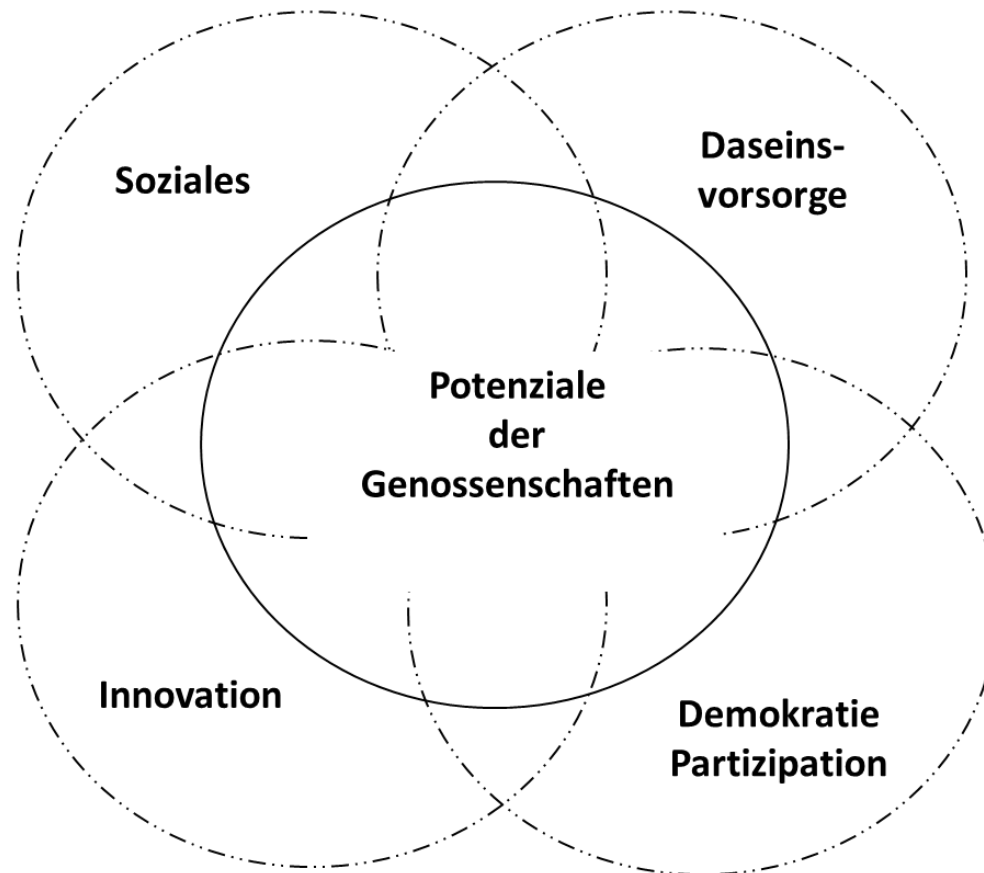 Soziales
Daseins-
vorsorge
Potenziale
der
Genossenschaften
Innovation
Demokratie
Partizipation